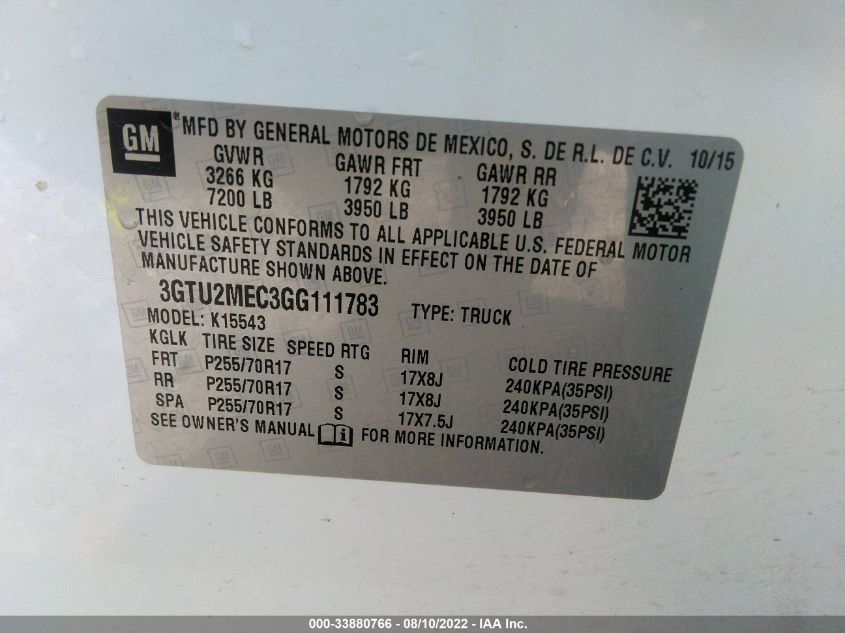 GM ® MFD BY GENERAL MOTORS DE MEXICO, S. DE R.L. DE C.V. 10/15
GVWR GAWR FRT GAWR RR
3266 KG 1792 KG 1792 KG
7200 LB 3950 LB 3950 LB
THIS VEHICLE CONFORMS TO ALL APPLICABLE U.S. FEDERAL MOTOR
VEHICLE SAFETY STANDARDS IN EFFECT ON THE DATE OF
MANUFACTURE SHOWN ABOVE.
3GTU2MEC3GG111783 TYPE: TRUCK
MODEL: K15543
KGLK TIRE SIZE SPEED RTG RIM COLD TIRE PRESSURE
FRT P255/70R17 S 17X8J 240KPA(35PSI)
RR P255/70R17 S 17X8J 240KPA(35PSI)
SPA P255/70R17 S 17X7.5J 240KPA(35PSI)
SEE OWNER'S MANUAL i FOR MORE INFORMATION.
000-33880766 - 08/10/2022 - IAA Inc.